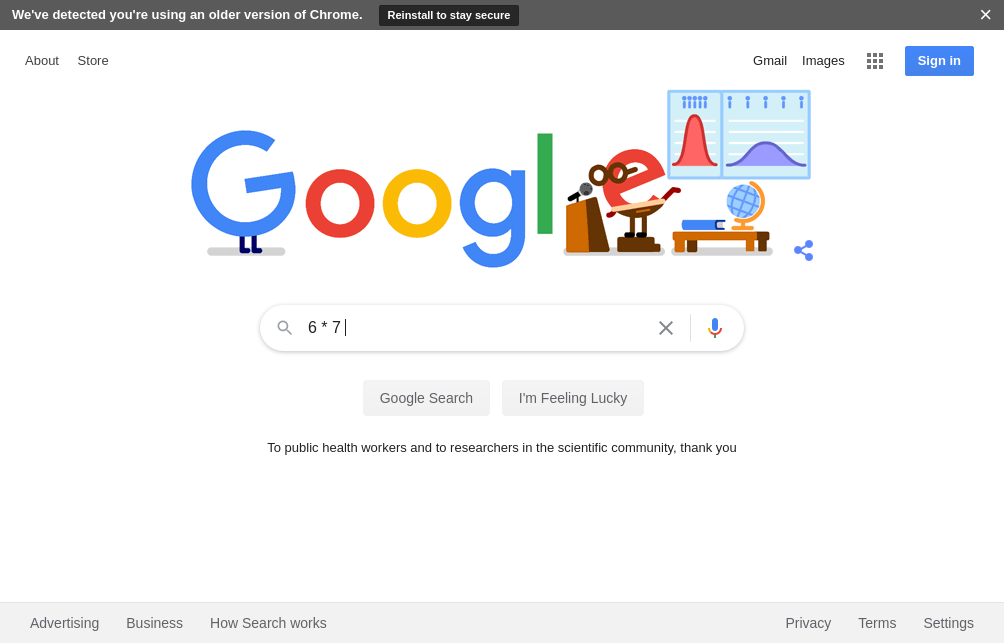 We've detected you're using an older version of Chrome. Reinstall to stay secure
About Store Gmail Images Sign in
Google
6 * 7
Google Search I'm Feeling Lucky
To public health workers and to researchers in the scientific community, thank you
Advertising Business How Search works Privacy Terms Settings